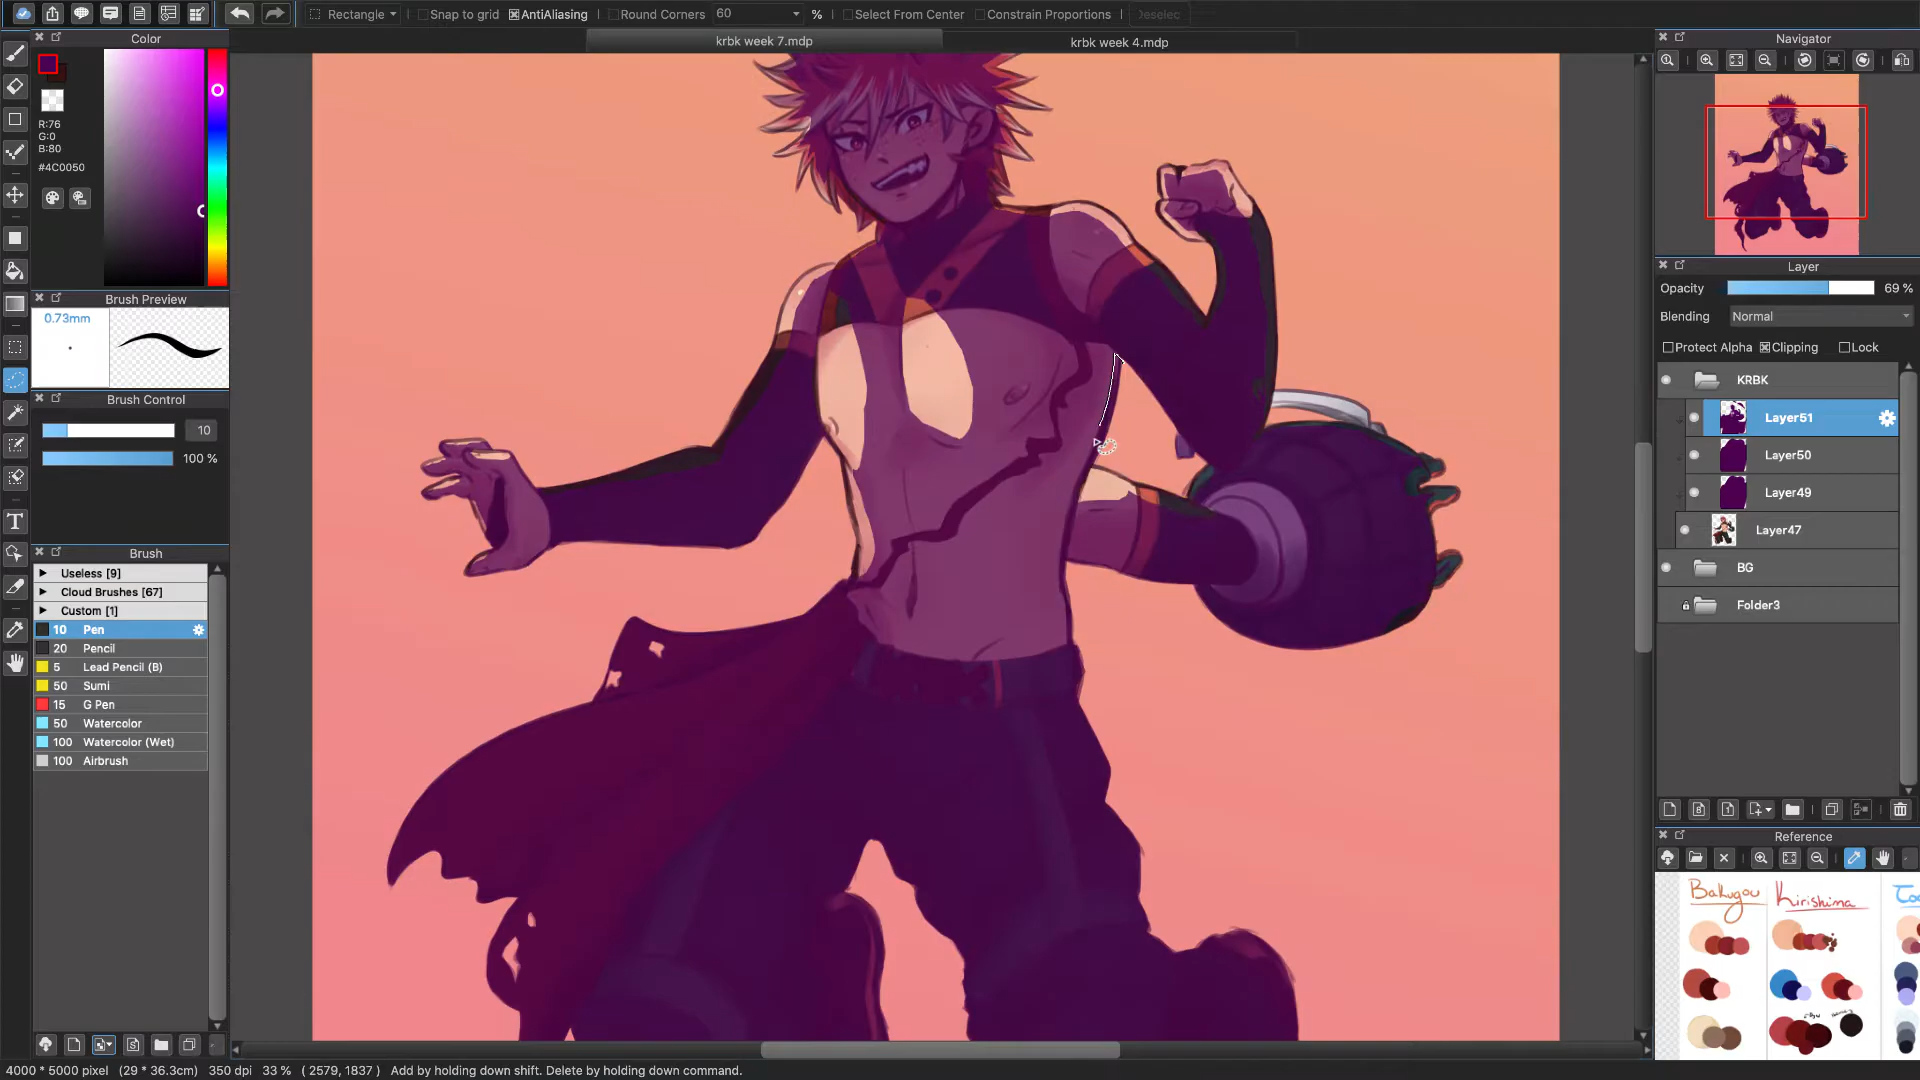 Rectangle
Snap to grid
AntiAliasing
Round Corners
60
%
Select From Center
Constrain Proportions
Deselec
krbk week 7.mdp
krbk week 4.mdp
Color
R:76
G:0
B:80
#4C0050
Brush Preview
0.73mm
Brush Control
10
100 %
Brush
Useless [9]
Cloud Brushes [67]
Custom [1]
10 Pen
20 Pencil
5 Lead Pencil (B)
50 Sumi
15 G Pen
50 Watercolor
100 Watercolor (Wet)
100 Airbrush
Navigator
Layer
Opacity 69 %
Blending Normal
Protect Alpha Clipping Lock
KRBK
Layer51
Layer50
Layer49
Layer47
BG
Folder3
Reference
Bakugou Kirishima
4000 * 5000 pixel (29 * 36.3cm) 350 dpi 33 % ( 2579, 1837 ) Add by holding down shift. Delete by holding down command.